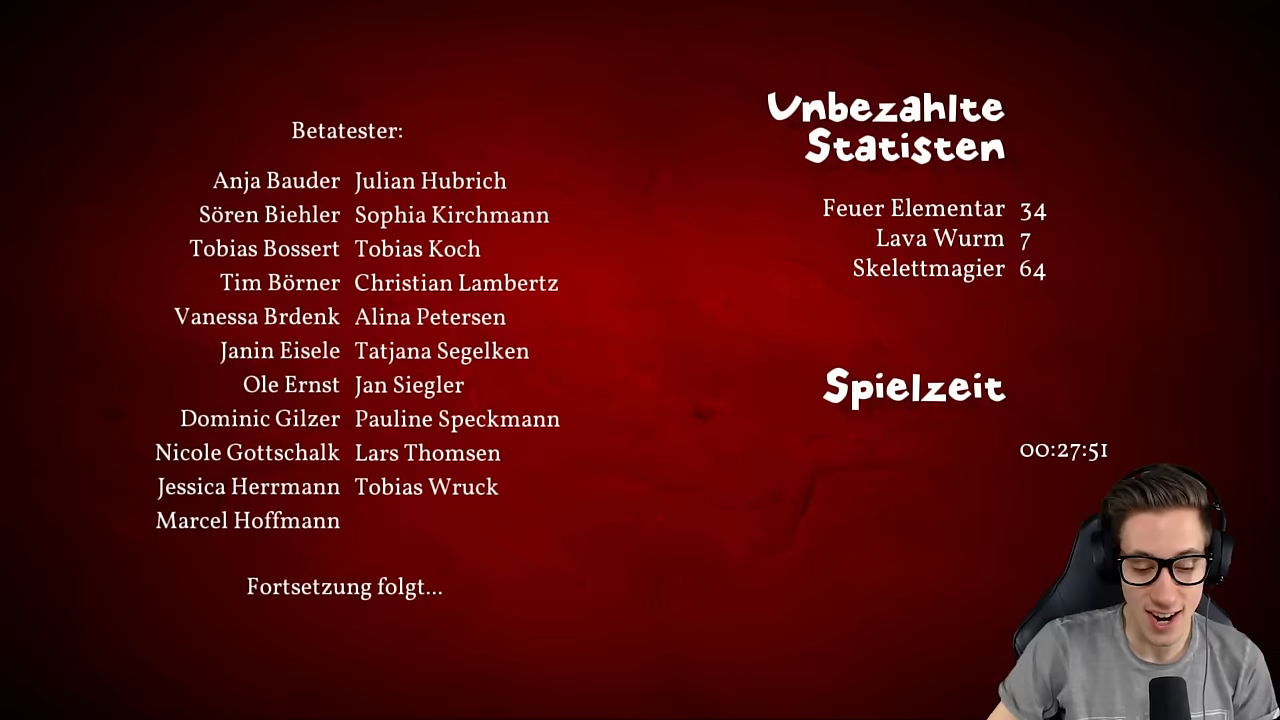 Betatester:
Anja Bauder Julian Hubrich
Sören Biehler Sophia Kirchmann
Tobias Bossert Tobias Koch
Tim Börner Christian Lambertz
Vanessa Brdenk Alina Petersen
Janin Eisele Tatjana Segelken
Ole Ernst Jan Siegler
Dominic Gilzer Pauline Speckmann
Nicole Gottschalk Lars Thomsen
Jessica Herrmann Tobias Wruck
Marcel Hoffmann
Fortsetzung folgt...
Unbezahlte
Statisten
Feuer Elementar 34
Lava Wurm 7
Skelettmagier 64
Spielzeit
00:27:51